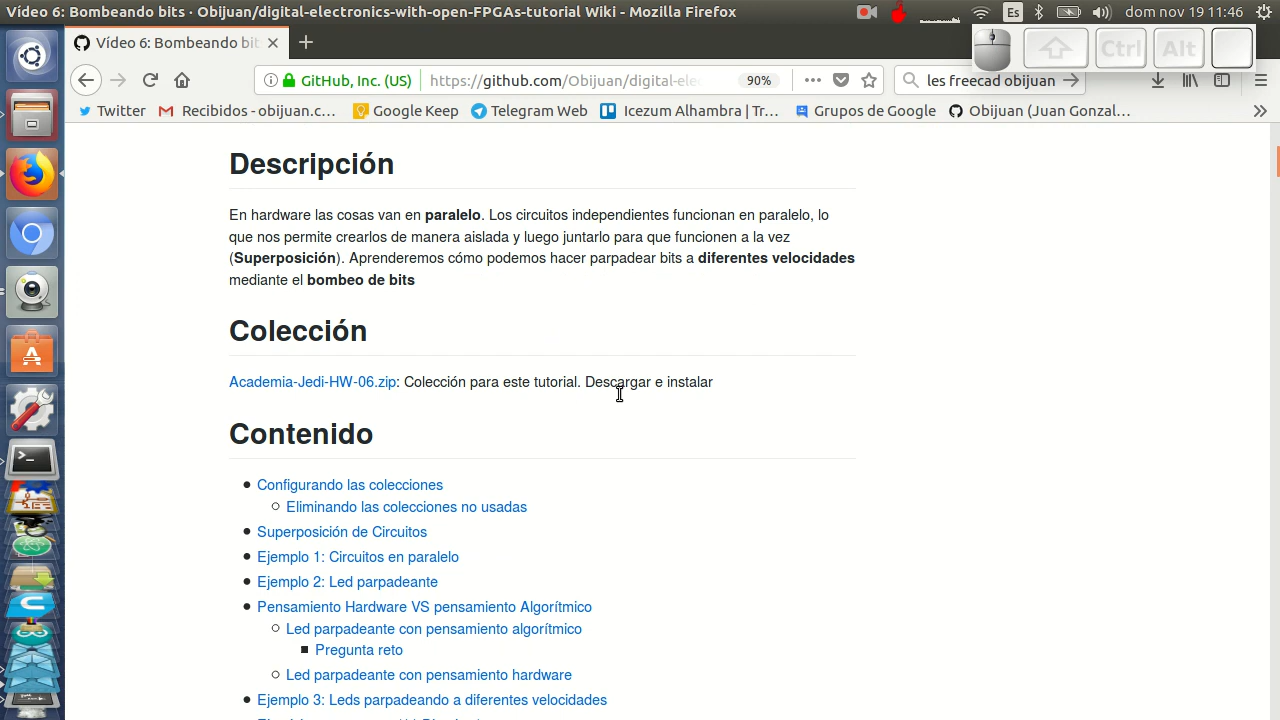 Vídeo 6: Bombeando bits · Obijuan/digital-electronics-with-open-FPGAs-tutorial Wiki - Mozilla Firefox
Es
dom nov 19 11:46
Vídeo 6: Bombeando bit
Ctrl
Alt
GitHub, Inc. (US)
https://github.com/Obijuan/digital-ele
90%
les freecad obijuan
Twitter
Recibidos - obijuan.c...
Google Keep
Telegram Web
Icezum Alhambra | Tr...
Grupos de Google
Obijuan (Juan Gonzal...
Descripción
En hardware las cosas van en paralelo. Los circuitos independientes funcionan en paralelo, lo
que nos permite crearlos de manera aislada y luego juntarlo para que funcionen a la vez
(Superposición). Aprenderemos cómo podemos hacer parpadear bits a diferentes velocidades
mediante el bombeo de bits
Colección
Academia-Jedi-HW-06.zip: Colección para este tutorial. Descargar e instalar
Contenido
Configurando las colecciones
Eliminando las colecciones no usadas
Superposición de Circuitos
Ejemplo 1: Circuitos en paralelo
Ejemplo 2: Led parpadeante
Pensamiento Hardware VS pensamiento Algorítmico
Led parpadeante con pensamiento algorítmico
Pregunta reto
Led parpadeante con pensamiento hardware
Ejemplo 3: Leds parpadeando a diferentes velocidades